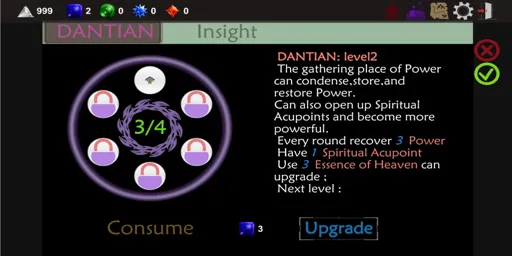 999 2 0 0 0
DANTIAN Insight
DANTIAN: level2
The gathering place of Power
can condense,store,and
restore Power.
Can also open up Spiritual
Acupoints and become more
powerful.
Every round recover 3 Power
Have 1 Spiritual Acupoint
Use 3 Essence of Heaven can
upgrade ;
Next level :
3/4
Consume 3 Upgrade